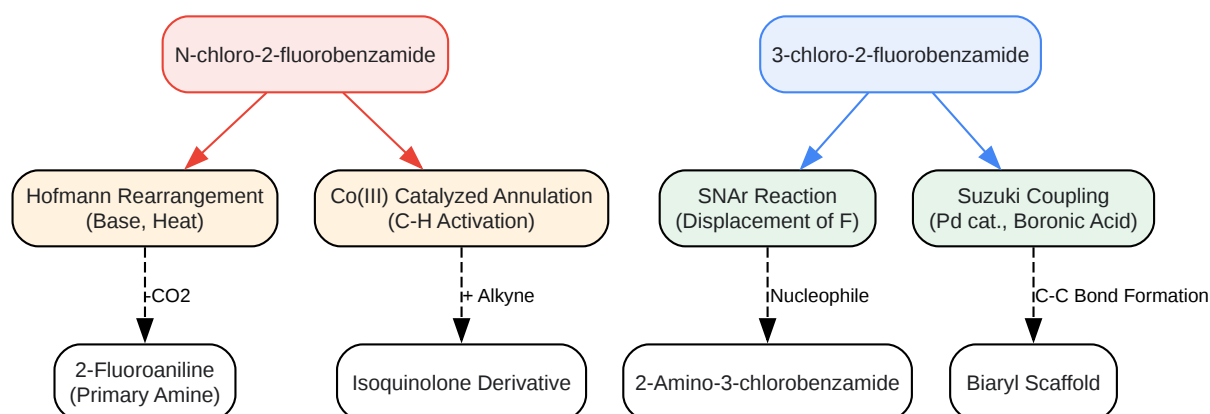 N-chloro-2-fluorobenzamide
3-chloro-2-fluorobenzamide
Hofmann Rearrangement
(Base, Heat)
Co(III) Catalyzed Annulation
(C-H Activation)
SNAr Reaction
(Displacement of F)
Suzuki Coupling
(Pd cat., Boronic Acid)
-CO2
+ Alkyne
Nucleophile
C-C Bond Formation
2-Fluoroaniline
(Primary Amine)
Isoquinolone Derivative
2-Amino-3-chlorobenzamide
Biaryl Scaffold